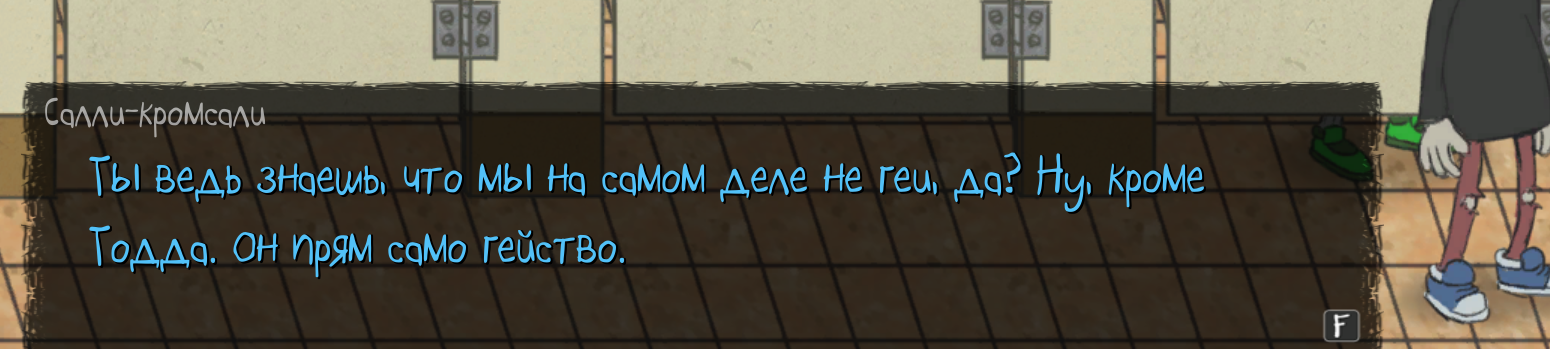 Салли-кромсали
Ты ведь знаешь, что мы на самом деле не геи, да? Ну, кроме
Тодда. Он прям само гейство.
F